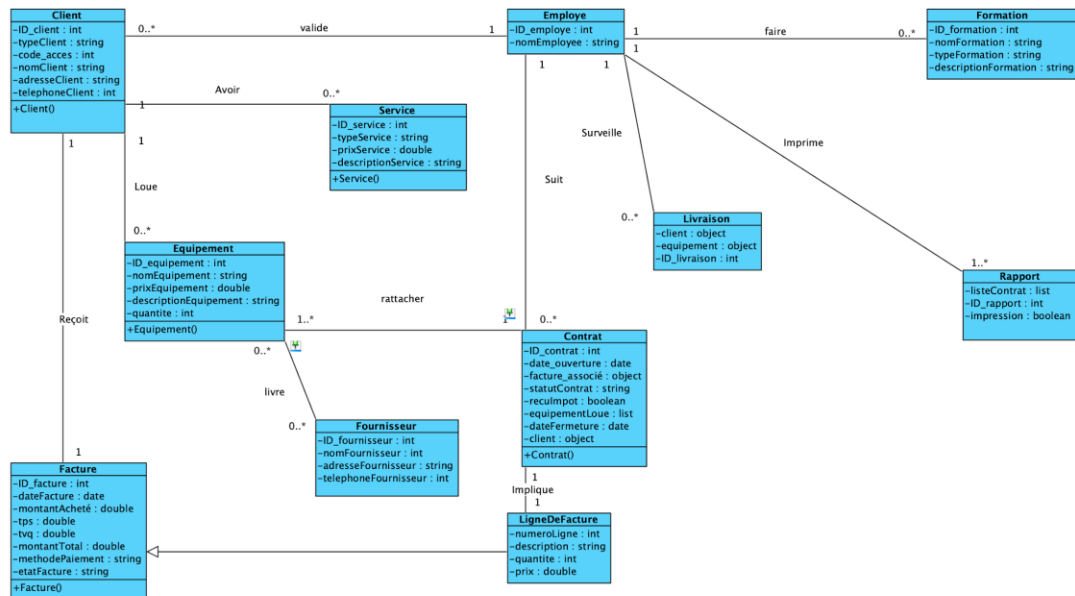 Client
-ID_client : int
-typeClient : string
-code_acces : int
-nomClient : string
-adresseClient : string
-telephoneClient : int
+Client()
0..*
valide
1
Employe
-ID_employe : int
-nomEmployee : string
1
faire
0..*
1
1
1
Formation
-ID_formation : int
-nomFormation : string
-typeFormation : string
-descriptionFormation : string
Avoir
1
0..*
Service
-ID_service : int
-typeService : string
-prixService : double
-descriptionService : string
+Service()
1
1
Loue
0..*
Surveille
Imprime
Suit
0..*
Livraison
-client : object
-equipement : object
-ID_livraison : int
1..*
Rapport
-listeContrat : list
-ID_rapport : int
-impression : boolean
Equipement
-ID_equipement : int
-nomEquipement : string
-prixEquipement : double
-descriptionEquipement : string
-quantite : int
+Equipement()
rattacher
1..*
1
0..*
Reçoit
0..*
livre
0..*
Contrat
-ID_contrat : int
-date_ouverture : date
-facture_associé : object
-statutContrat : string
-recuImpot : boolean
-equipementLoue : list
-dateFermeture : date
-client : object
+Contrat()
Fournisseur
-ID_fournisseur : int
-nomFournisseur : int
-adresseFournisseur : string
-telephoneFournisseur : int
1
Facture
-ID_facture : int
-dateFacture : date
-montantAcheté : double
-tps : double
-tvq : double
-montantTotal : double
-methodePaiement : string
-etatFacture : string
+Facture()
1
Implique
1
LigneDeFacture
-numeroLigne : int
-description : string
-quantite : int
-prix : double